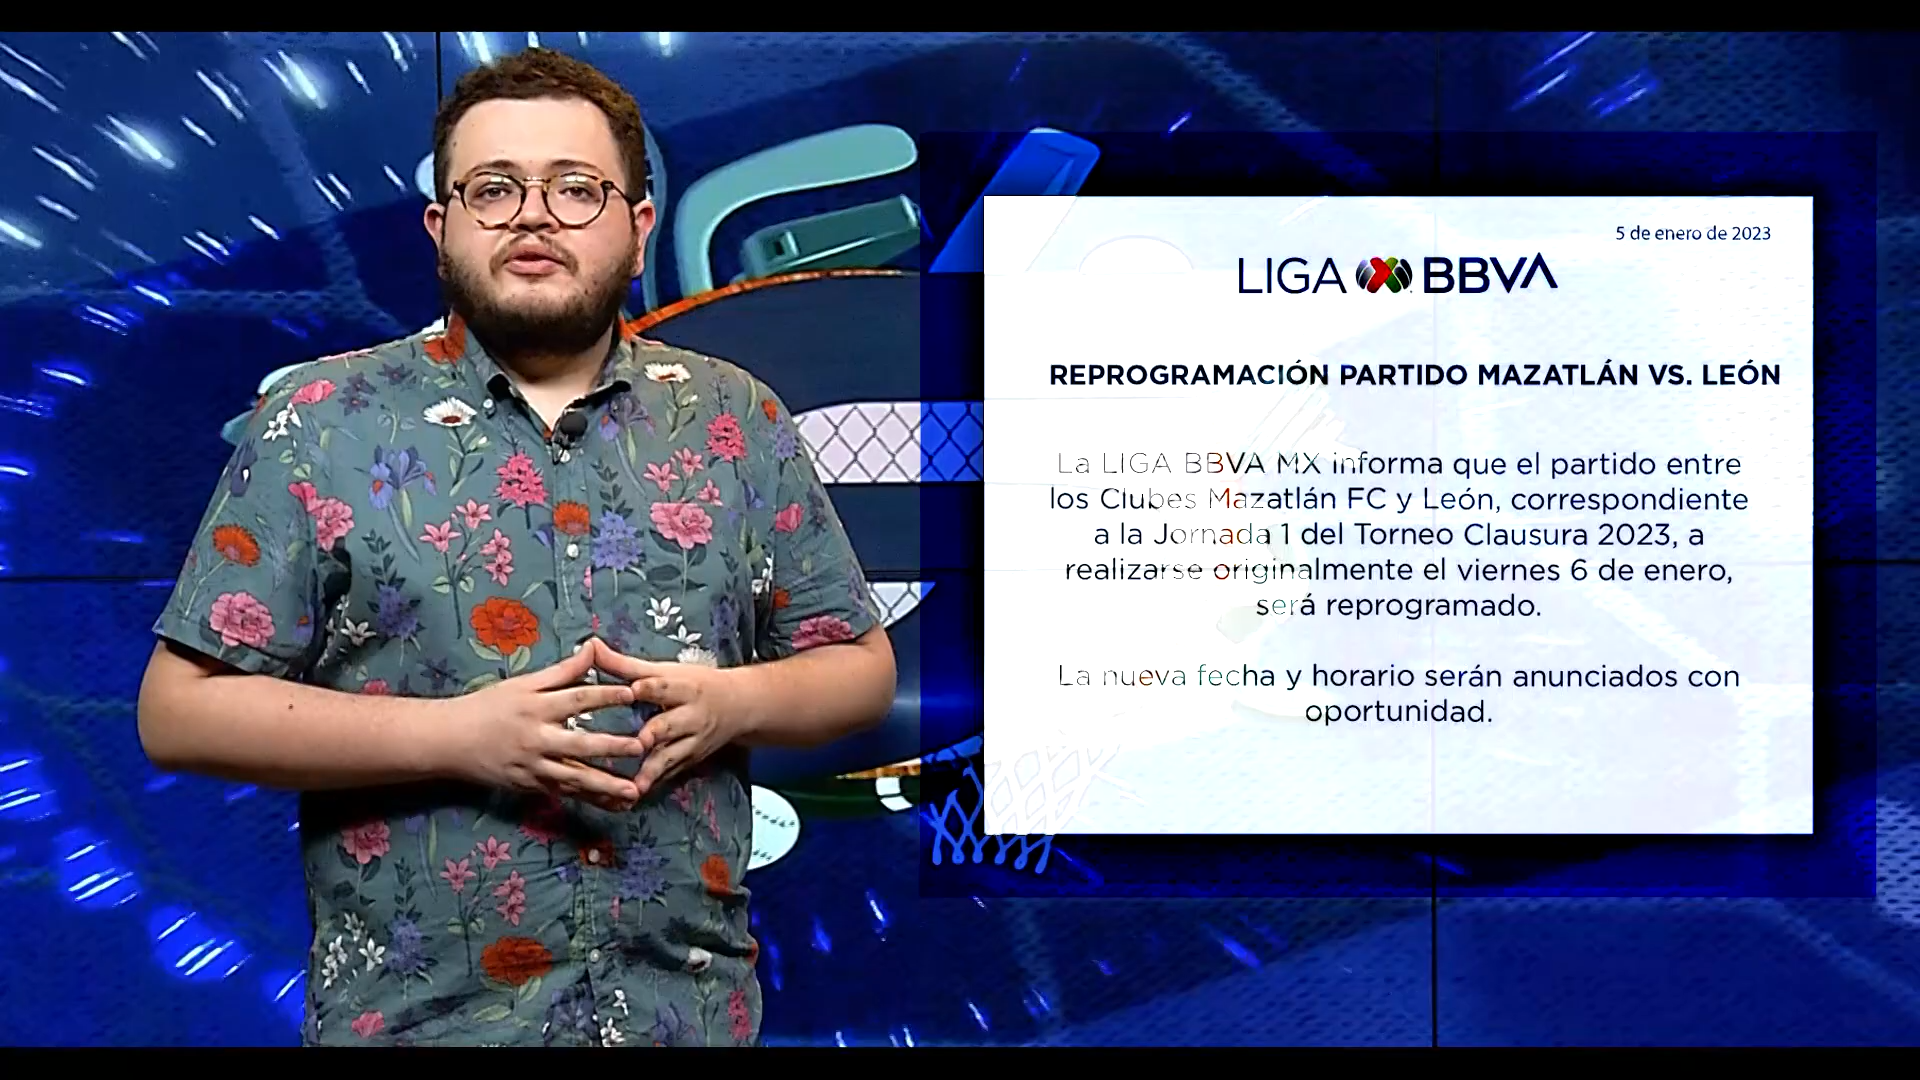 5 de enero de 2023
LIGA BBVA
REPROGRAMACIÓN PARTIDO MAZATLÁN VS. LEÓN
La LIGA BBVA MX informa que el partido entre
los Clubes Mazatlán FC y León, correspondiente
a la Jornada 1 del Torneo Clausura 2023, a
realizarse originalmente el viernes 6 de enero,
será reprogramado.
La nueva fecha y horario serán anunciados con
oportunidad.